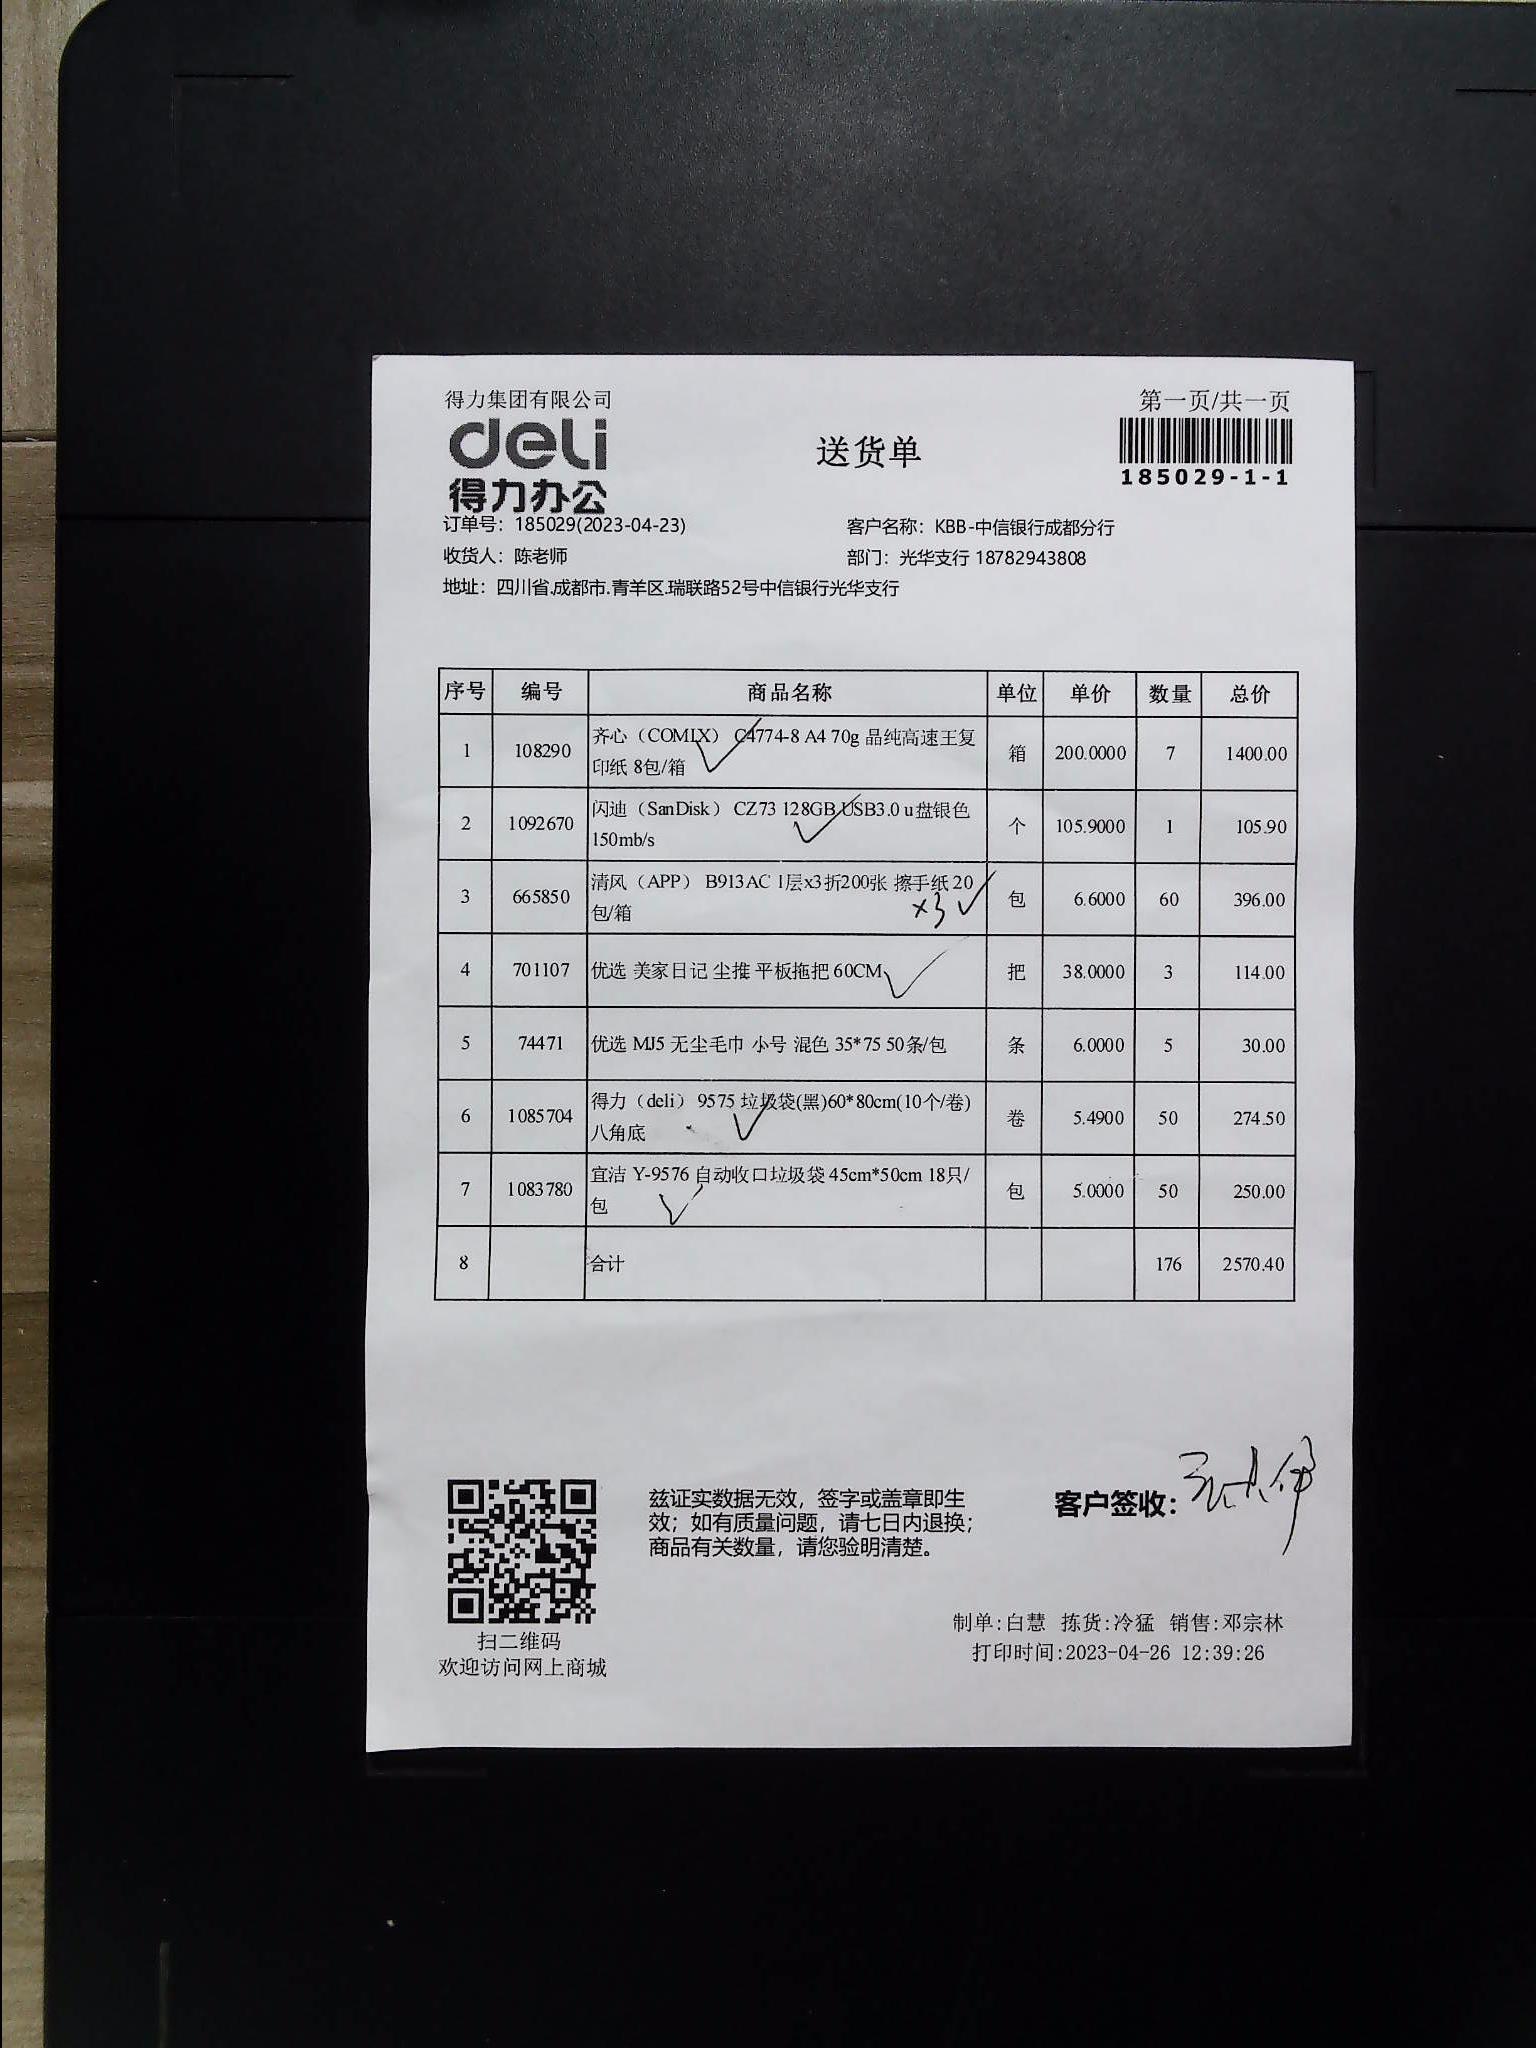 得力集团有限公司
第一页/共一页
deli
得力办公
送货单
185029-1-1
订单号：185029(2023-04-23)
客户名称：KBB-中信银行成都分行
收货人：陈老师
部门：光华支行 18782943808
地址：四川省.成都市.青羊区.瑞联路52号中信银行光华支行
序号 编号 商品名称 单位 单价 数量 总价
1 108290 齐心（COMIX） C4774-8 A4 70g 晶纯高速王复
印纸 8包/箱 箱 200.0000 7 1400.00
2 1092670 闪迪（SanDisk） CZ73 128GB USB3.0 u盘银色
150mb/s 个 105.9000 1 105.90
3 665850 清风（APP） B913AC 1层x3折200张 擦手纸 20
包/箱 ×3 包 6.6000 60 396.00
4 701107 优选 美家日记 尘推 平板拖把 60CM 把 38.0000 3 114.00
5 74471 优选 MJ5 无尘毛巾 小号 混色 35*75 50条/包 条 6.0000 5 30.00
6 1085704 得力（deli） 9575 垃圾袋(黑)60*80cm(10个/卷)
八角底 卷 5.4900 50 274.50
7 1083780 宜洁 Y-9576 自动收口垃圾袋 45cm*50cm 18只/
包 包 5.0000 50 250.00
8 合计 176 2570.40
兹证实数据无效，签字或盖章即生
效；如有质量问题，请七日内退换；
商品有关数量，请您验明清楚。
客户签收：
扫二维码
欢迎访问网上商城
制单:白慧 拣货:冷猛 销售:邓宗林
打印时间:2023-04-26 12:39:26